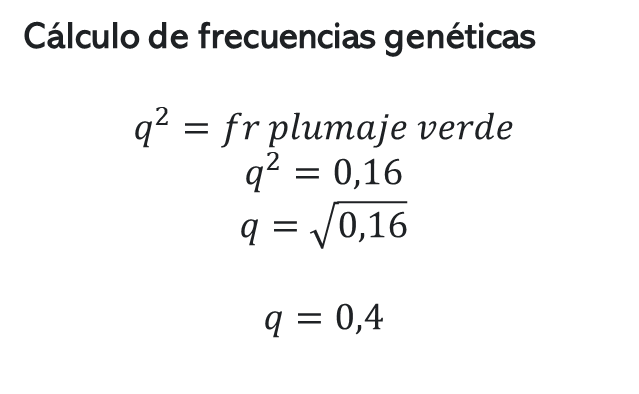 Cálculo de frecuencias genéticas
q² = fr plumaje verde
q² = 0,16
q = √0,16
q = 0,4